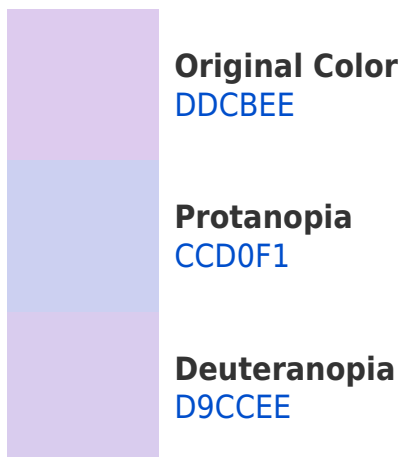 Original Color
DDCBEE
Protanopia
CCD0F1
Deuteranopia
D9CCEE